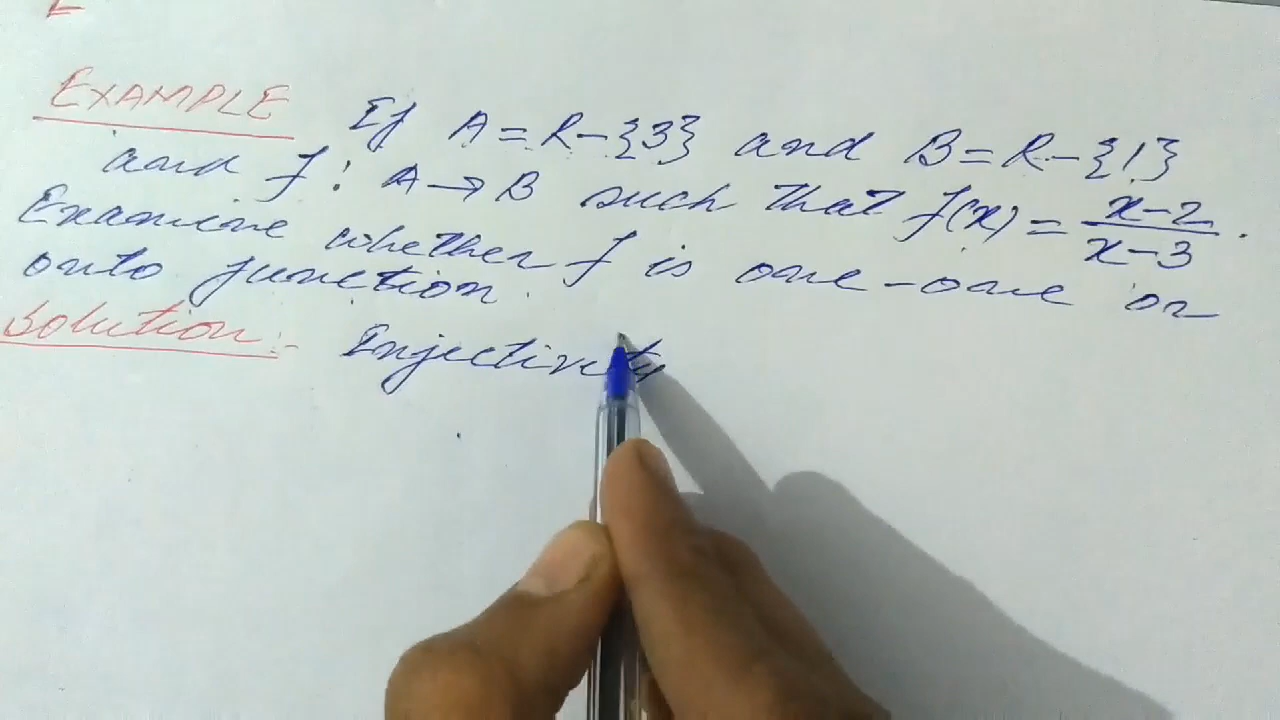 EXAMPLE If A = R - {3} and B = R - {1}
and f : A → B such that f(x) = x-2/x-3 .
Examine whether f is one-one or
onto function.
Solution:- Injectivity